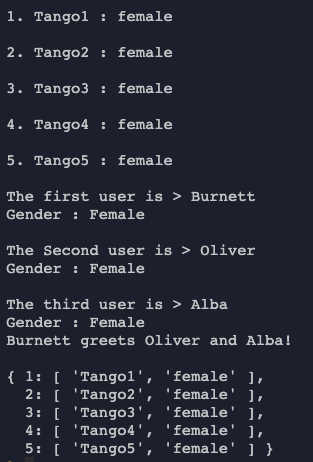 1. Tango1 : female
2. Tango2 : female
3. Tango3 : female
4. Tango4 : female
5. Tango5 : female
The first user is > Burnett
Gender : Female
The Second user is > Oliver
Gender : Female
The third user is > Alba
Gender : Female
Burnett greets Oliver and Alba!
{ 1: [ 'Tango1', 'female' ],
2: [ 'Tango2', 'female' ],
3: [ 'Tango3', 'female' ],
4: [ 'Tango4', 'female' ],
5: [ 'Tango5', 'female' ] }